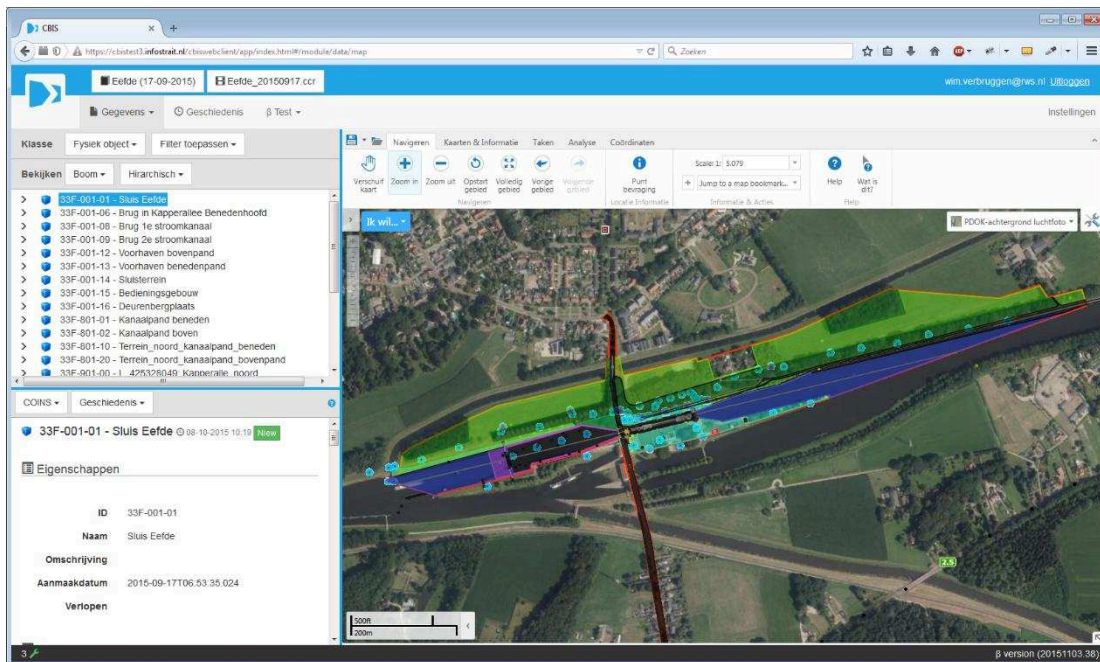 CBIS
https://cbistest3.infostrait.nl/cbiswebclient/app/index.html#/module/data/map
Zoeken
Eefde (17-09-2015)
Eefde_20150917.ccr
wim.verbruggen@rws.nl Uitloggen
Gegevens
Geschiedenis
β Test
Instellingen
Klasse
Fysiek object
Filter toepassen
Bekijken
Boom
Hirarchisch
33F-001-01 - Sluis Eefde
33F-001-06 - Brug in Kapperallee Benedenhoofd
33F-001-08 - Brug 1e stroomkanaal
33F-001-09 - Brug 2e stroomkanaal
33F-001-12 - Voorhaven bovenpand
33F-001-13 - Voorhaven benedenpand
33F-001-14 - Sluisterrein
33F-001-15 - Bedieningsgebouw
33F-001-16 - Deurenbergplaats
33F-801-01 - Kanaalpand beneden
33F-801-02 - Kanaalpand boven
33F-801-10 - Terrein_noord_kanaalpand_beneden
33F-801-20 - Terrein_noord_kanaalpand_bovenpand
33F-901-00 - L_425328049: Kapperalle_noord
COINS
Geschiedenis
33F-001-01 - Sluis Eefde 08-10-2015 10:19 New
Eigenschappen
ID 33F-001-01
Naam Sluis Eefde
Omschrijving
Aanmaakdatum 2015-09-17T06:53:35.024
Verlopen
Navigeren Kaarten & Informatie Taken Analyse Coördinaten
Verschuif kaart
Zoom in
Zoom uit
Opstart gebied
Volledig gebied
Vorige gebied
Volgende gebied
Punt bevraging
Scale: 1: 5.079
Jump to a map bookmark...
Help
Wat is dit?
Navigeren
Locatie Informatie
Informatie & Acties
Help
Ik wil...
PDOK-achtergrond luchtfoto
2.5
500ft
200m
3
β version (20151103.38)